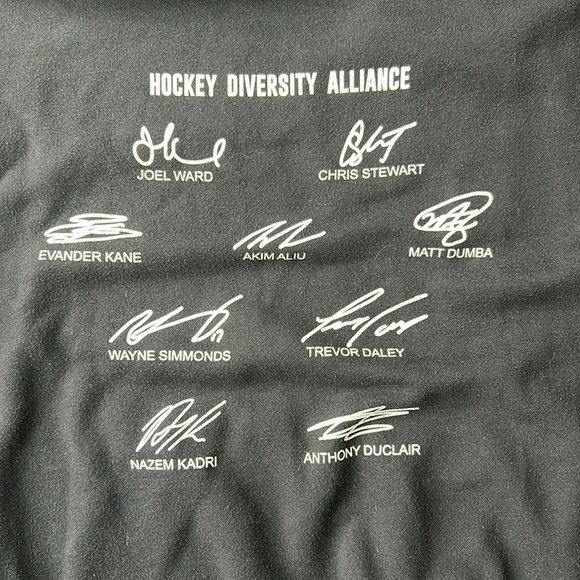 HOCKEY DIVERSITY ALLIANCE
JOEL WARD
CHRIS STEWART
EVANDER KANE
AKIM ALIU
MATT DUMBA
WAYNE SIMMONDS
TREVOR DALEY
NAZEM KADRI
ANTHONY DUCLAIR